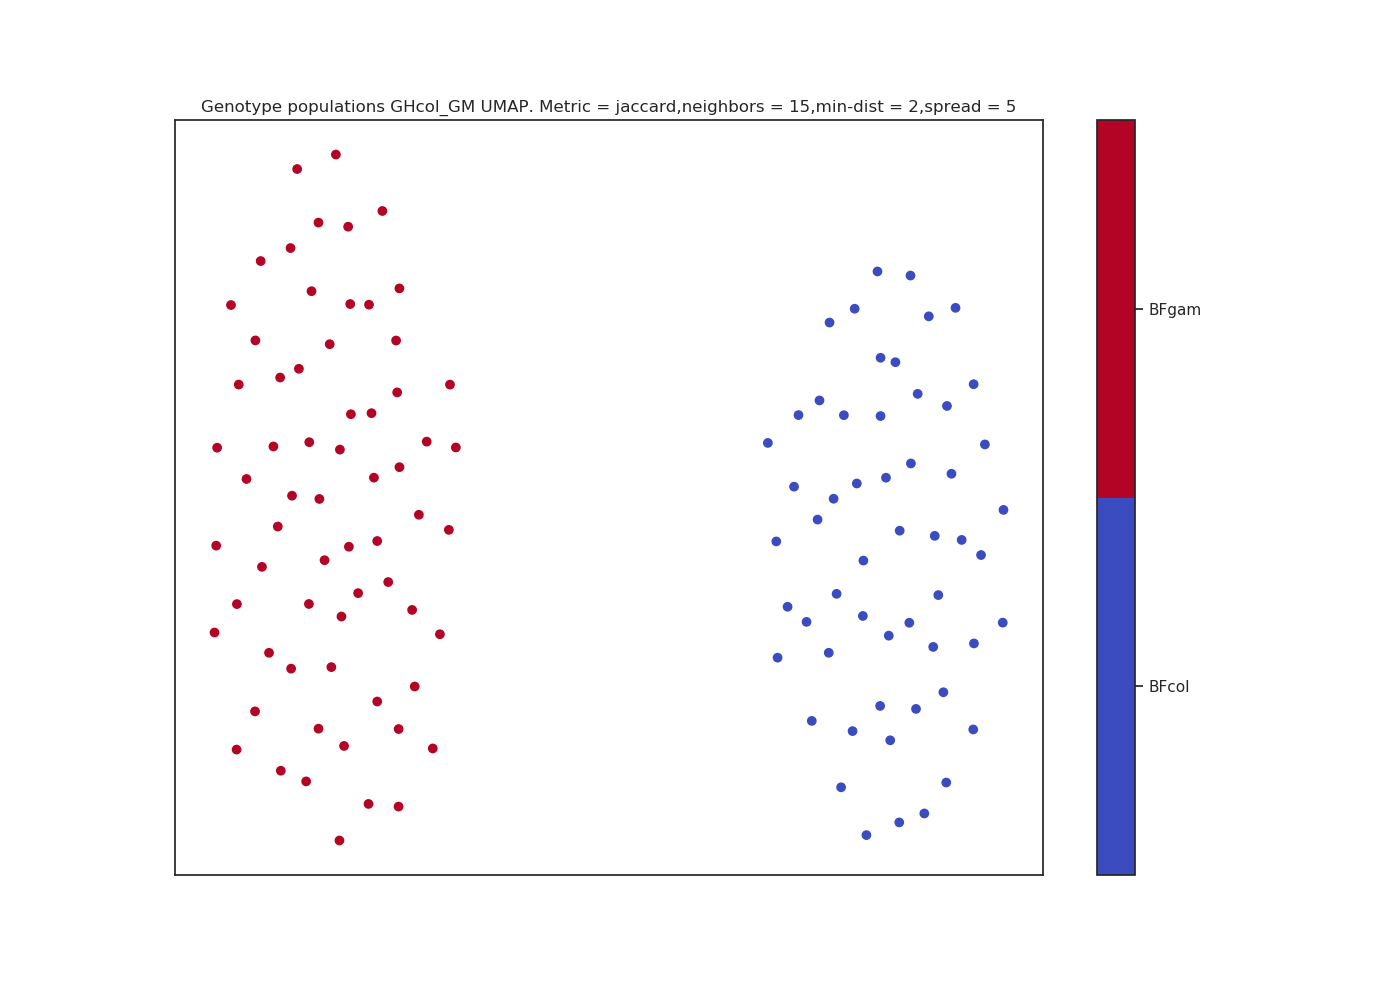 Genotype populations GHcol_GM UMAP. Metric = jaccard,neighbors = 15,min-dist = 2,spread = 5
BFgam
BFcol